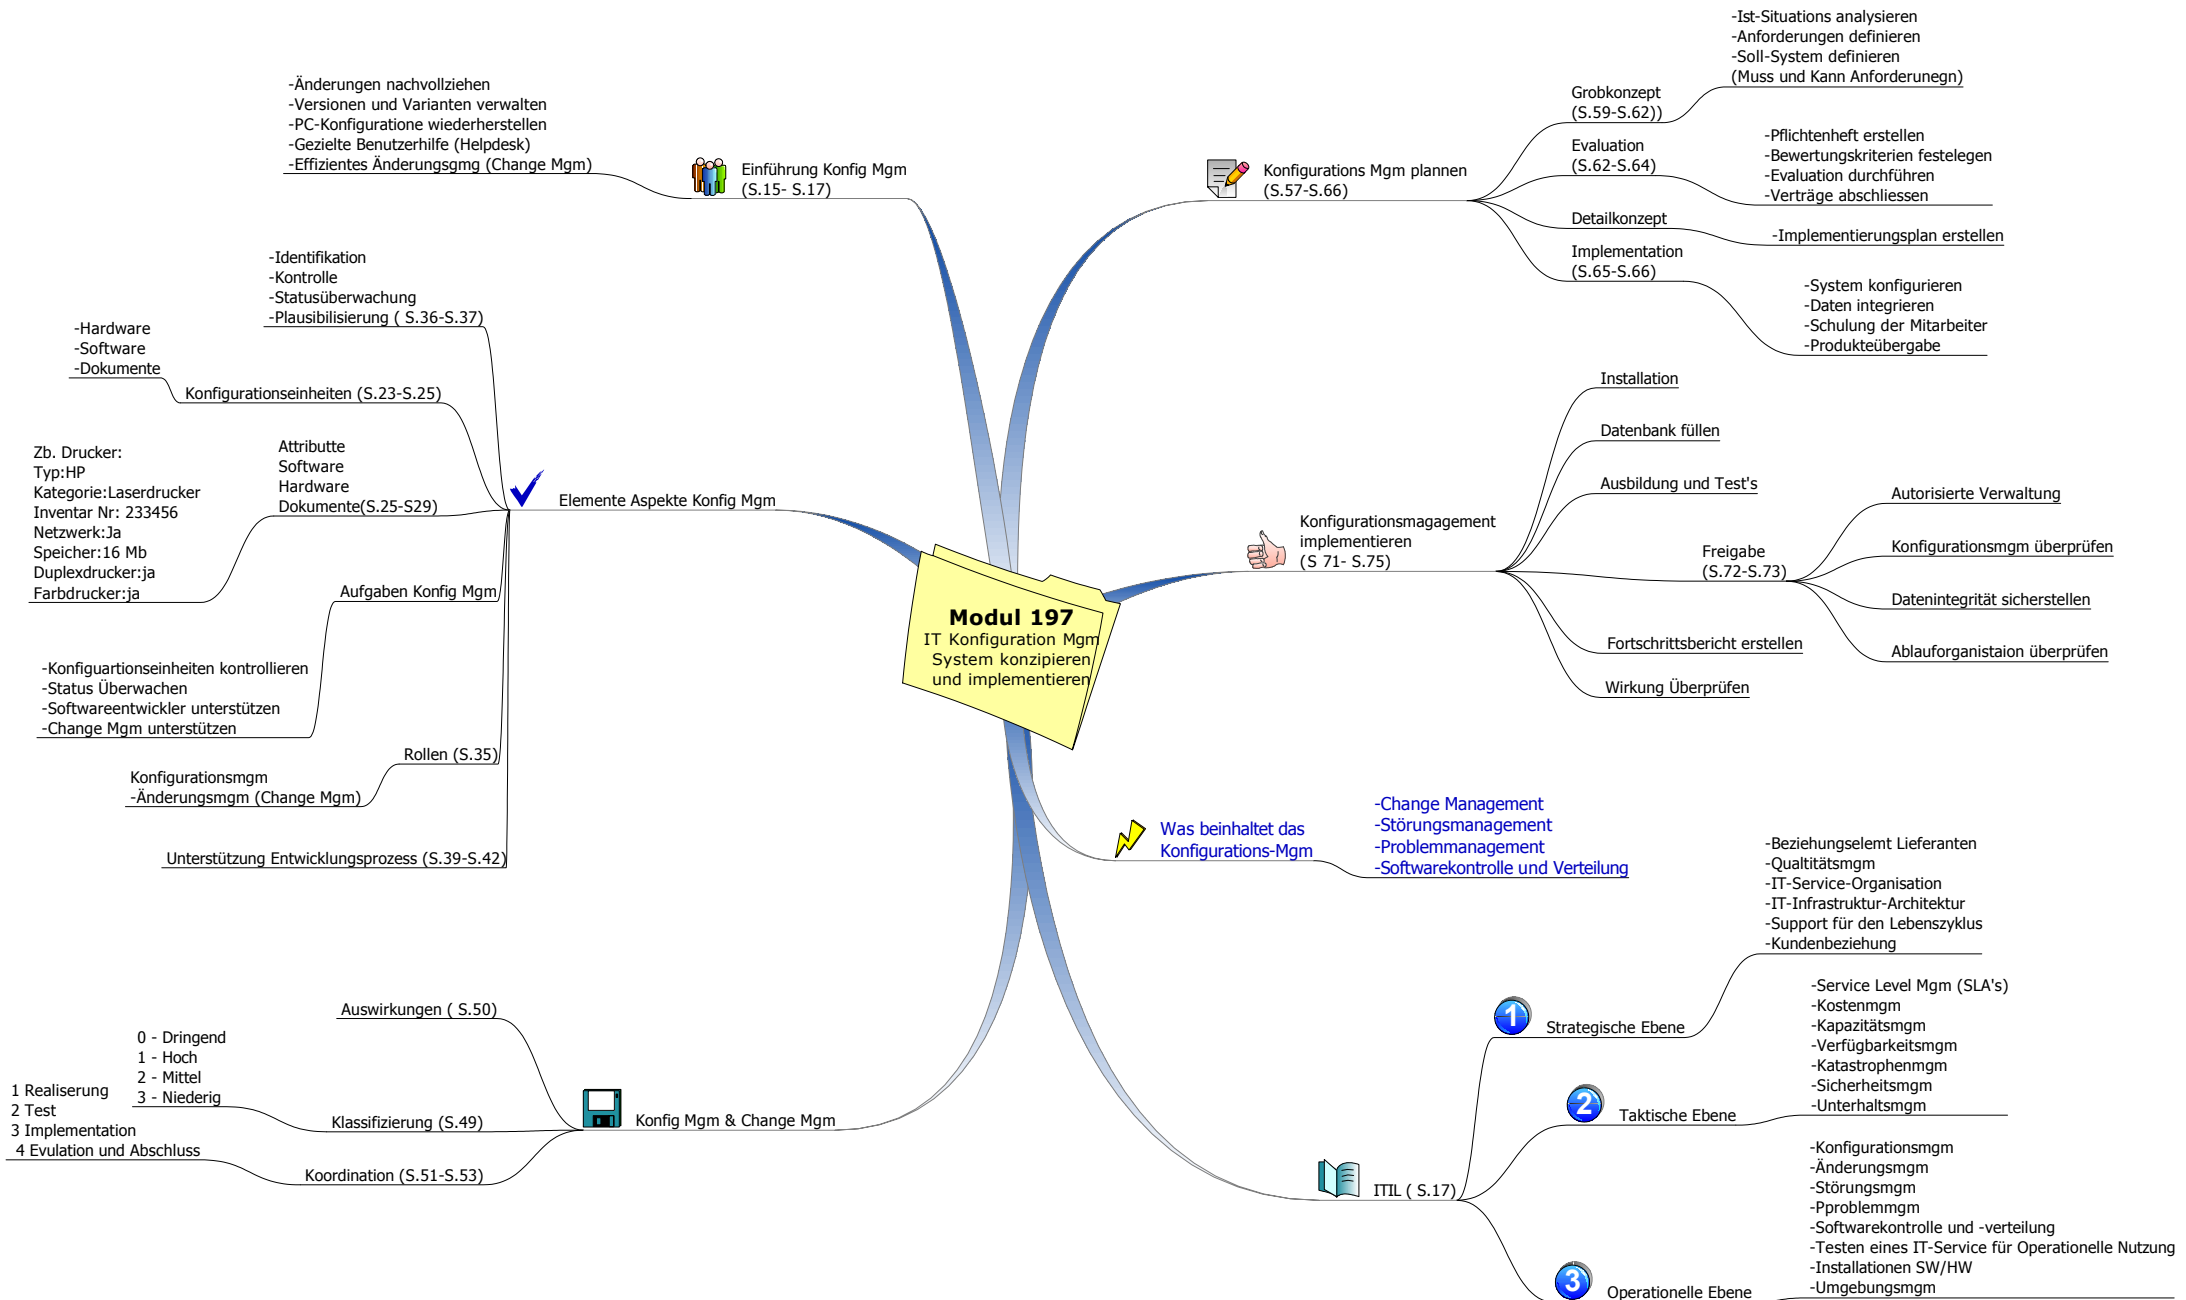 Modul 197
IT Konfiguration Mgm
System konzipieren
und implementieren
-Änderungen nachvollziehen
-Versionen und Varianten verwalten
-PC-Konfiguratione wiederherstellen
-Gezielte Benutzerhilfe (Helpdesk)
-Effizientes Änderungsgmg (Change Mgm)
Einführung Konfig Mgm
(S.15- S.17)
-Identifikation
-Kontrolle
-Statusüberwachung
-Plausibilisierung ( S.36-S.37)
-Hardware
-Software
-Dokumente
Konfigurationseinheiten (S.23-S.25)
Zb. Drucker:
Typ:HP
Kategorie:Laserdrucker
Inventar Nr: 233456
Netzwerk:Ja
Speicher:16 Mb
Duplexdrucker:ja
Farbdrucker:ja
Attributte
Software
Hardware
Dokumente(S.25-S29)
Elemente Aspekte Konfig Mgm
Aufgaben Konfig Mgm
-Konfiguartionseinheiten kontrollieren
-Status Überwachen
-Softwareentwickler unterstützen
-Change Mgm unterstützen
Rollen (S.35)
Konfigurationsmgm
-Änderungsmgm (Change Mgm)
Unterstützung Entwicklungsprozess (S.39-S.42)
Auswirkungen ( S.50)
0 - Dringend
1 - Hoch
2 - Mittel
3 - Niederig
Klassifizierung (S.49)
1 Realiserung
2 Test
3 Implementation
4 Evulation und Abschluss
Koordination (S.51-S.53)
Konfig Mgm & Change Mgm
Konfigurations Mgm plannen
(S.57-S.66)
Grobkonzept
(S.59-S.62))
-Ist-Situations analysieren
-Anforderungen definieren
-Soll-System definieren
(Muss und Kann Anforderunegn)
Evaluation
(S.62-S.64)
-Pflichtenheft erstellen
-Bewertungskriterien festelegen
-Evaluation durchführen
-Verträge abschliessen
Detailkonzept
-Implementierungsplan erstellen
Implementation
(S.65-S.66)
-System konfigurieren
-Daten integrieren
-Schulung der Mitarbeiter
-Produkteübergabe
Konfigurationsmagagement
implementieren
(S 71- S.75)
Installation
Datenbank füllen
Ausbildung und Test's
Freigabe
(S.72-S.73)
Autorisierte Verwaltung
Konfigurationsmgm überprüfen
Datenintegrität sicherstellen
Ablauforganistaion überprüfen
Fortschrittsbericht erstellen
Wirkung Überprüfen
Was beinhaltet das
Konfigurations-Mgm
-Change Management
-Störungsmanagement
-Problemmanagement
-Softwarekontrolle und Verteilung
ITIL ( S.17)
1
Strategische Ebene
-Beziehungselemt Lieferanten
-Qualtitätsmgm
-IT-Service-Organisation
-IT-Infrastruktur-Architektur
-Support für den Lebenszyklus
-Kundenbeziehung
2
Taktische Ebene
-Service Level Mgm (SLA's)
-Kostenmgm
-Kapazitätsmgm
-Verfügbarkeitsmgm
-Katastrophenmgm
-Sicherheitsmgm
-Unterhaltsmgm
3
Operationelle Ebene
-Konfigurationsmgm
-Änderungsmgm
-Störungsmgm
-Pproblemmgm
-Softwarekontrolle und -verteilung
-Testen eines IT-Service für Operationelle Nutzung
-Installationen SW/HW
-Umgebungsmgm